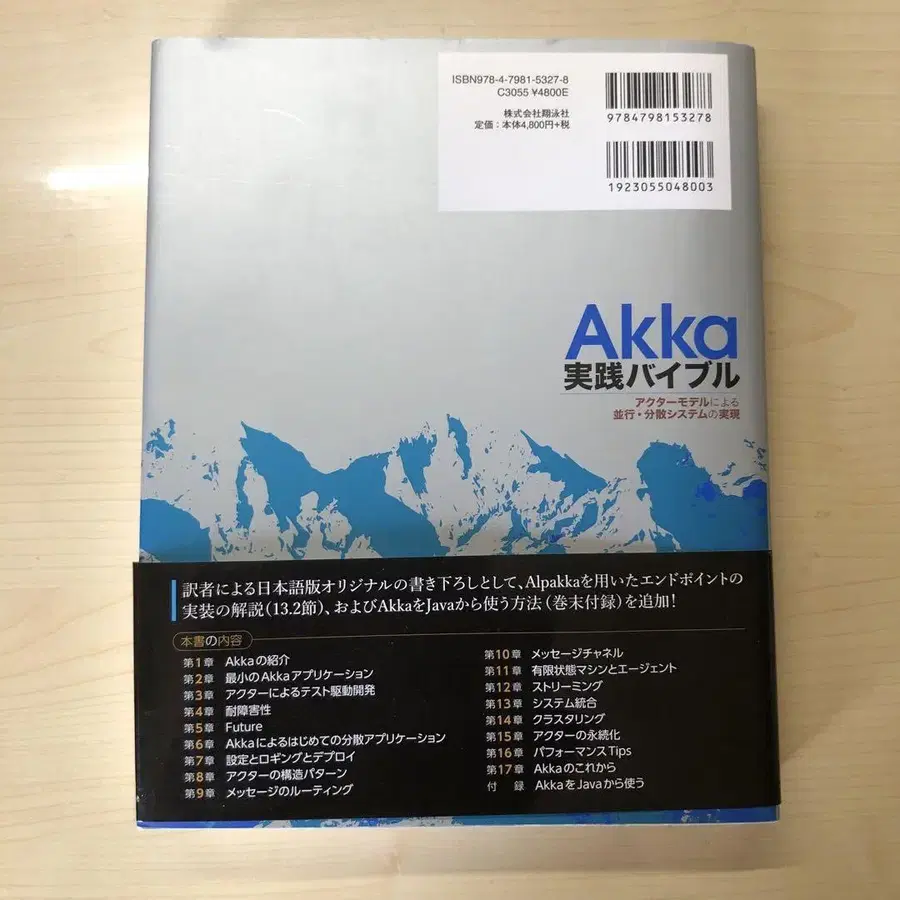 ISBN978-4-7981-5327-8
C3055 ¥4800E
株式会社翔泳社
定価：本体4,800円+税
9784798153278
1923055048003
Akka
実践バイブル
アクターモデルによる
並行・分散システムの実現
訳者による日本語版オリジナルの書き下ろしとして、Alpakkaを用いたエンドポイントの
実装の解説（13.2節）、およびAkkaをJavaから使う方法（巻末付録）を追加！
本書の内容
第1章 Akkaの紹介
第2章 最小のAkkaアプリケーション
第3章 アクターによるテスト駆動開発
第4章 耐障害性
第5章 Future
第6章 Akkaによるはじめての分散アプリケーション
第7章 設定とロギングとデプロイ
第8章 アクターの構造パターン
第9章 メッセージのルーティング
第10章 メッセージチャネル
第11章 有限状態マシンとエージェント
第12章 ストリーミング
第13章 システム統合
第14章 クラスタリング
第15章 アクターの永続化
第16章 パフォーマンスTips
第17章 Akkaのこれから
付 録 AkkaをJavaから使う